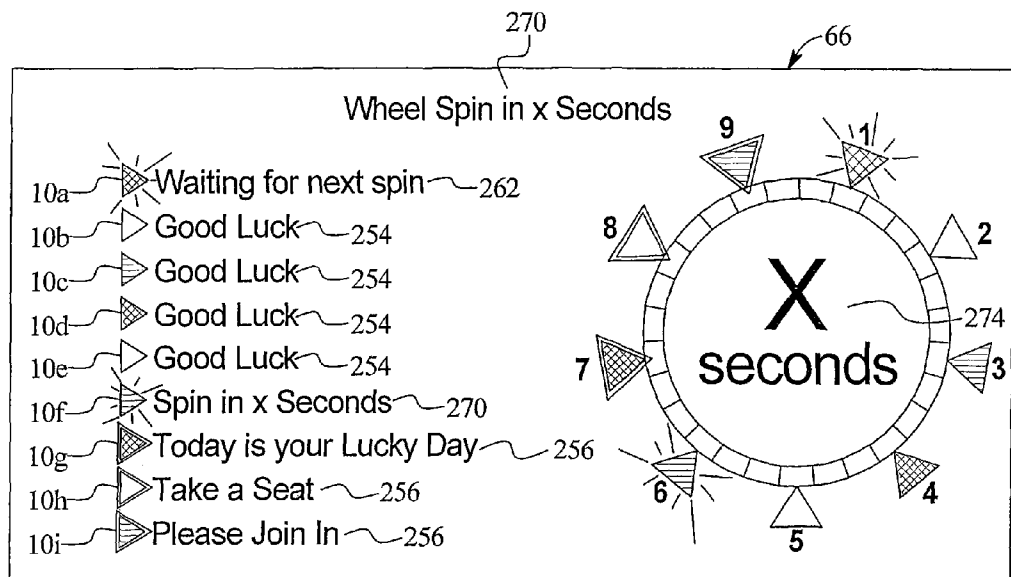 270
66
Wheel Spin in x Seconds
10a Waiting for next spin 262
10b Good Luck 254
10c Good Luck 254
10d Good Luck 254
10e Good Luck 254
10f Spin in x Seconds 270
10g Today is your Lucky Day 256
10h Take a Seat 256
10i Please Join In 256
9
1
8
2
X
seconds
274
7
3
6
4
5